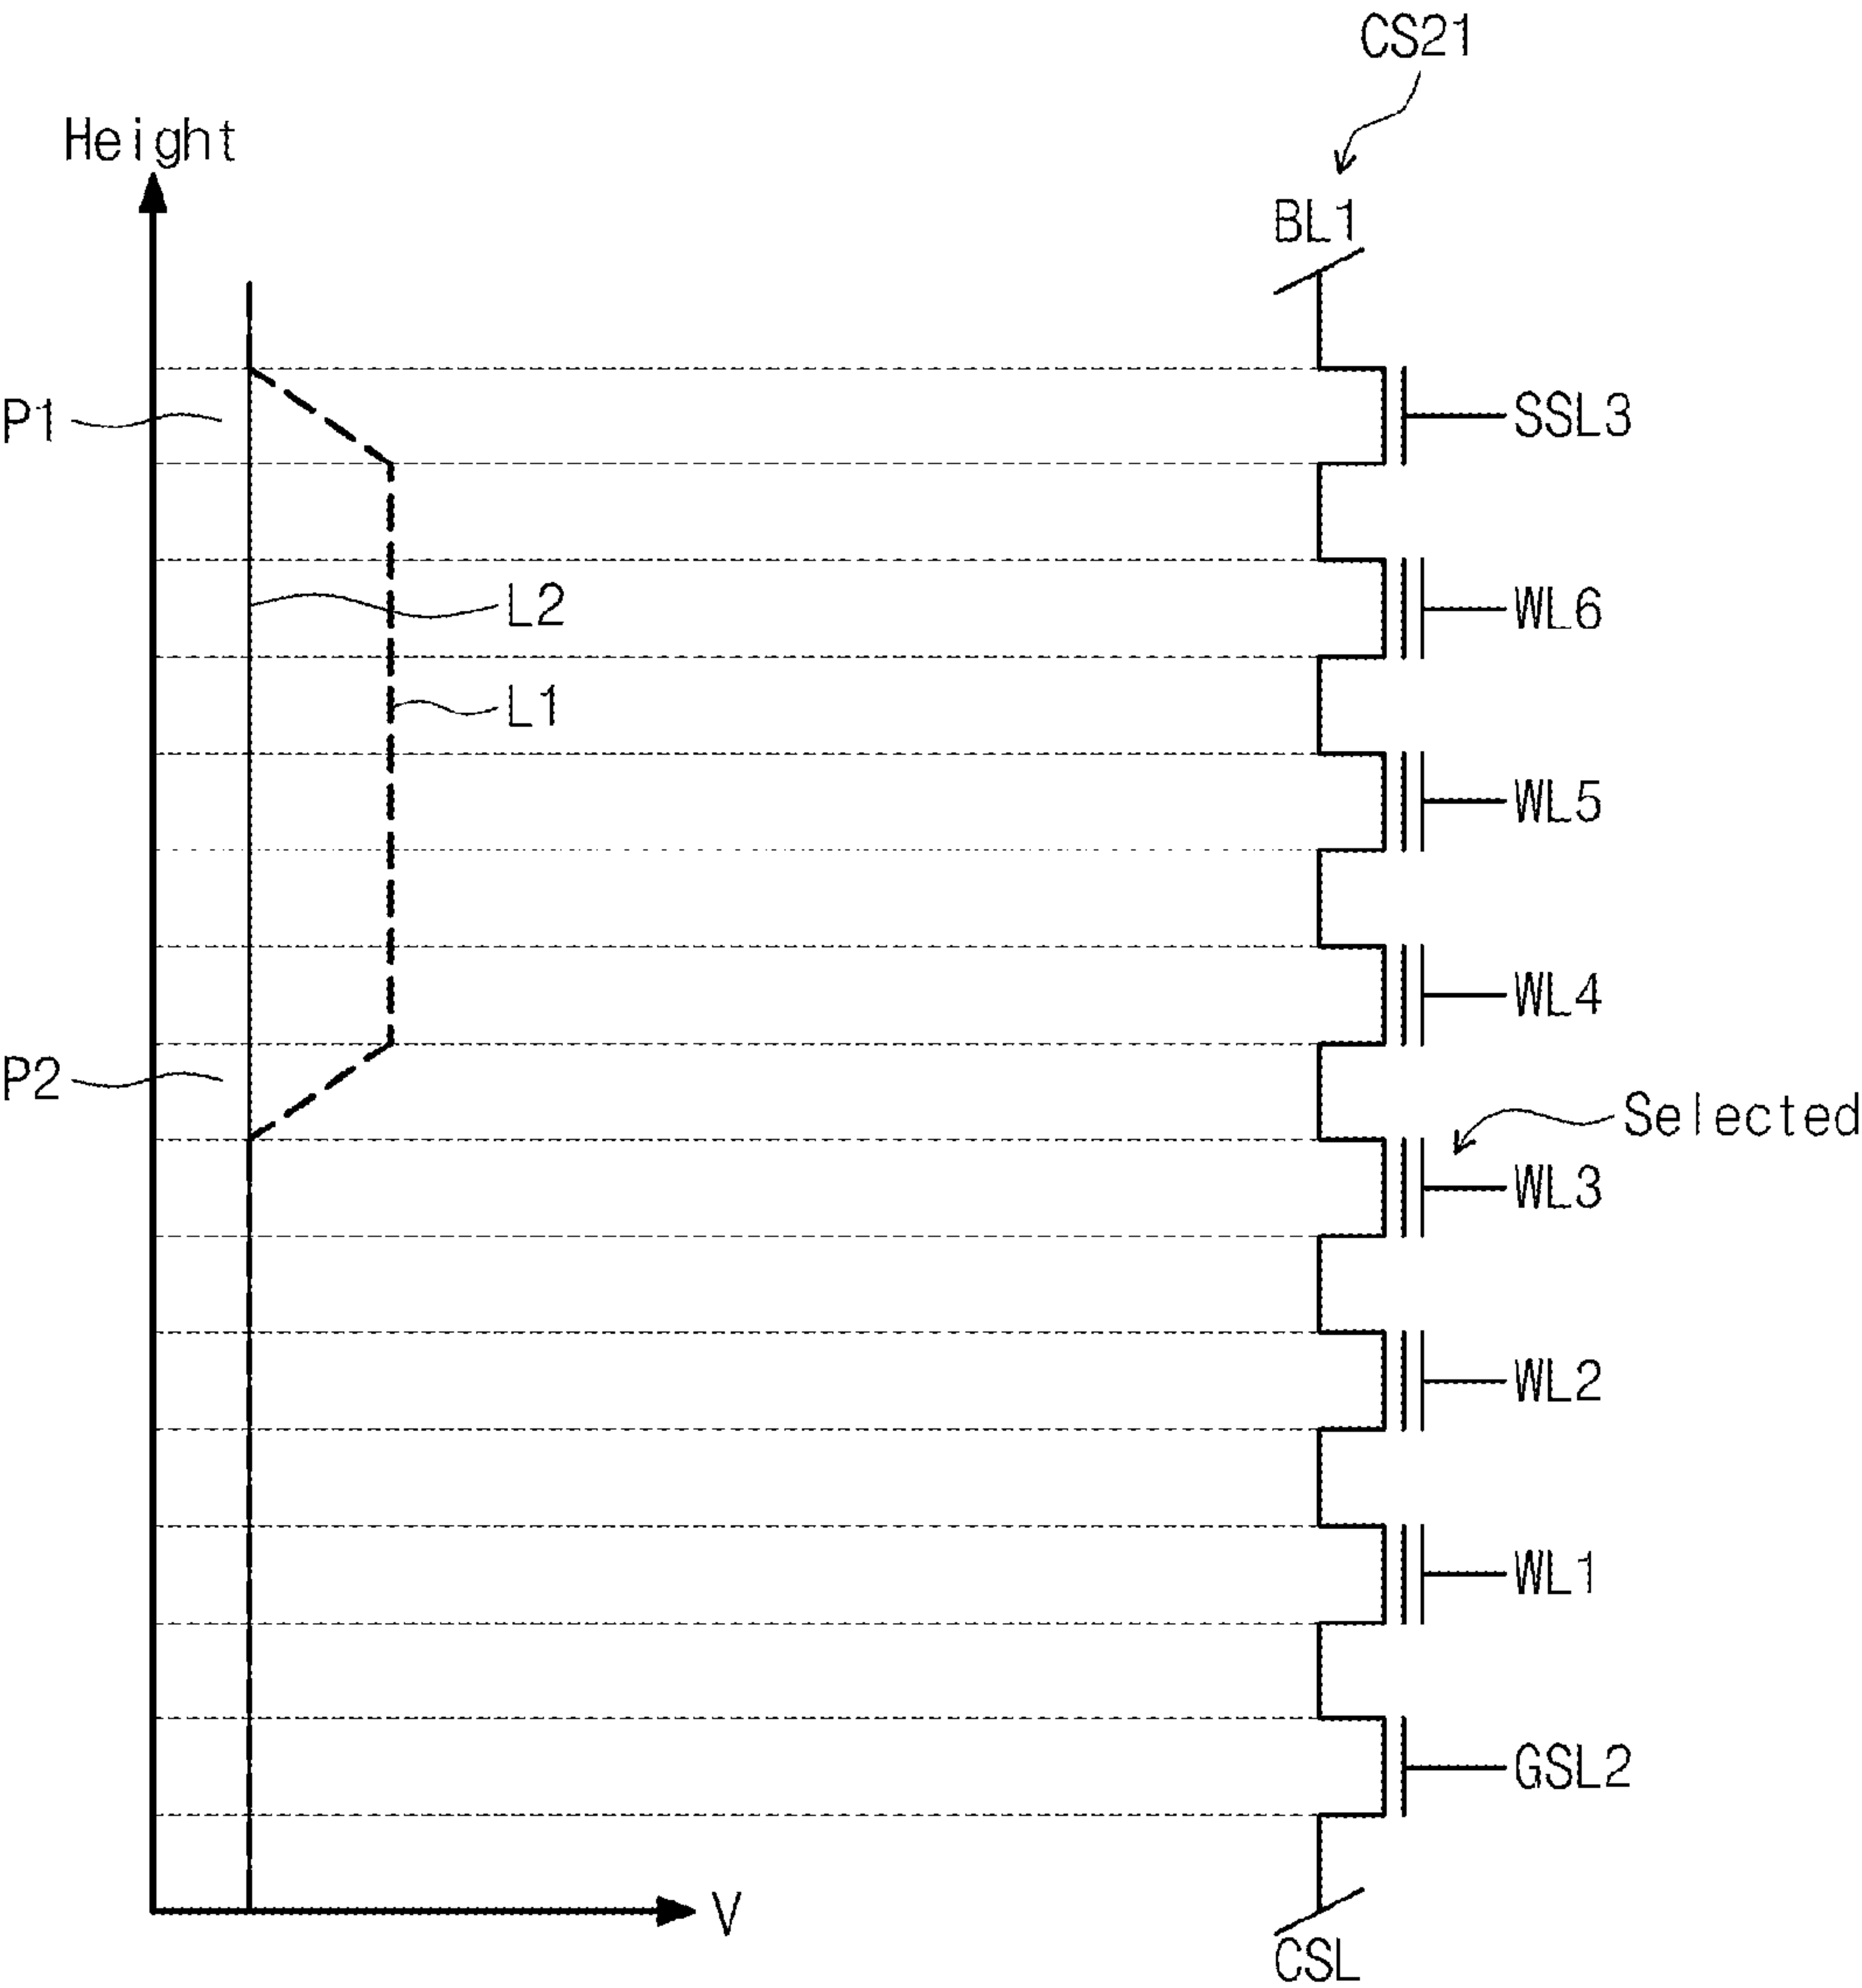 CS21
Height
BL1
P1
SSL3
L2
WL6
L1
WL5
WL4
P2
Selected
WL3
WL2
WL1
GSL2
V
CSL